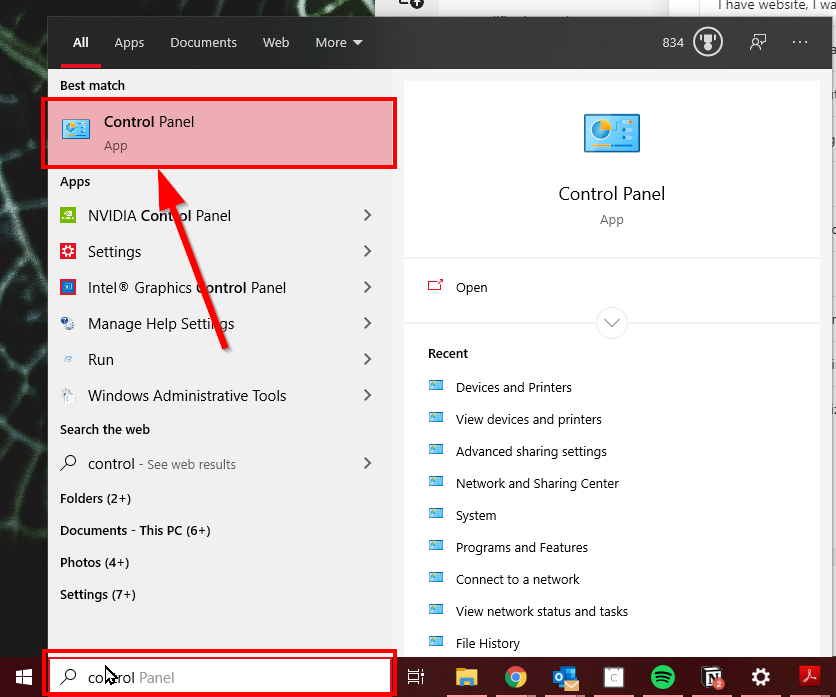 I have website, I wa
All Apps Documents Web More 834 ...
Best match
Control Panel
App
Apps
NVIDIA Control Panel
Settings
Intel® Graphics Control Panel
Manage Help Settings
Run
Windows Administrative Tools
Search the web
control - See web results
Folders (2+)
Documents - This PC (6+)
Photos (4+)
Settings (7+)
control Panel
Control Panel
App
Open
Recent
Devices and Printers
View devices and printers
Advanced sharing settings
Network and Sharing Center
System
Programs and Features
Connect to a network
View network status and tasks
File History
C
2